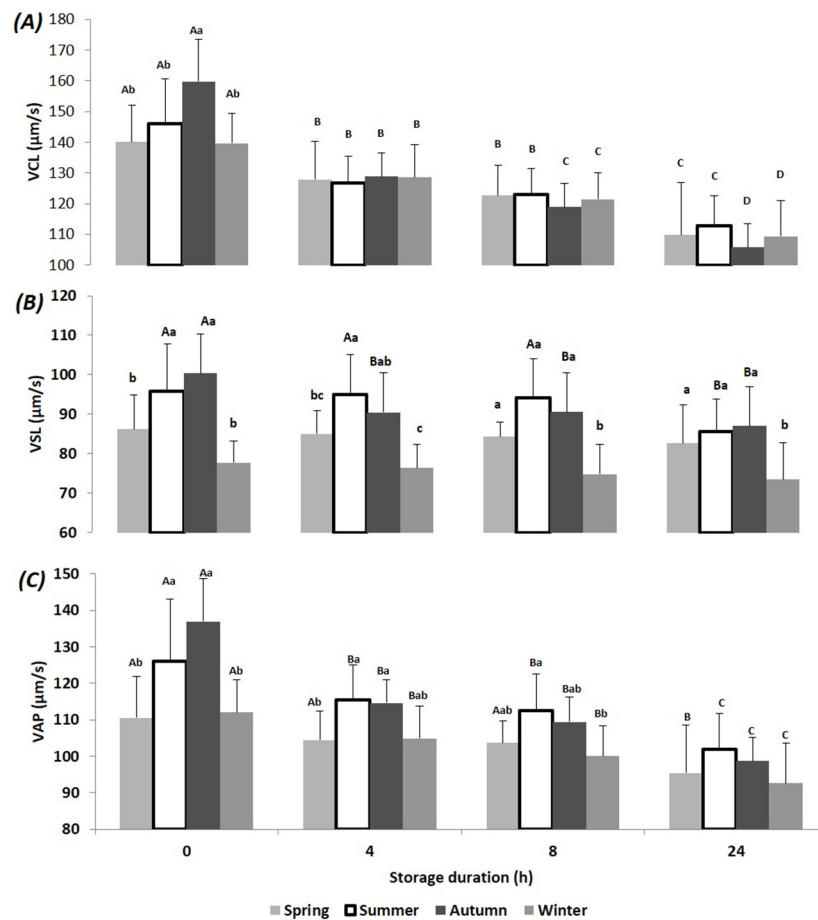 (A)
180
170
160
150
140
130
120
110
100
VCL (µm/s)
Ab Ab Aa Ab
B B B B
B B C C
C C D D
(B)
120
110
100
90
80
70
60
VSL (µm/s)
b Aa Aa b
bc Aa Bab c
a Aa Ba b
a Ba Ba b
(C)
150
140
130
120
110
100
90
80
VAP (µm/s)
Ab Aa Aa Ab
Ab Ba Ba Bab
Aab Ba Bab Bb
B C C C
0 4 8 24
Storage duration (h)
Spring Summer Autumn Winter